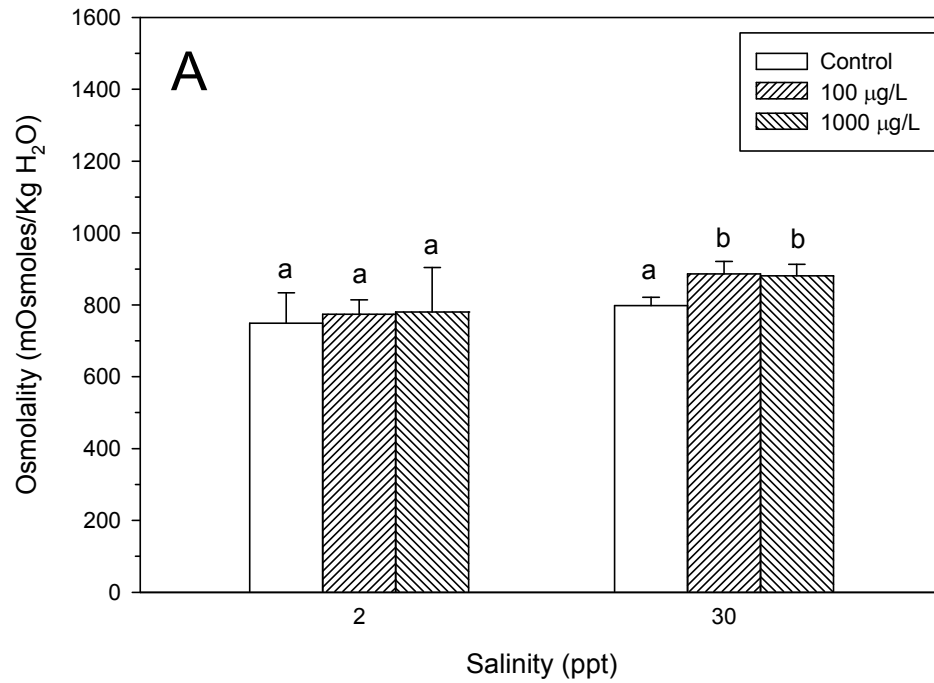 1600
1400
1200
1000
800
600
400
200
0
Osmolality (mOsmoles/Kg H₂O)
A
Control
100 μg/L
1000 μg/L
a
a
a
a
b
b
2
30
Salinity (ppt)